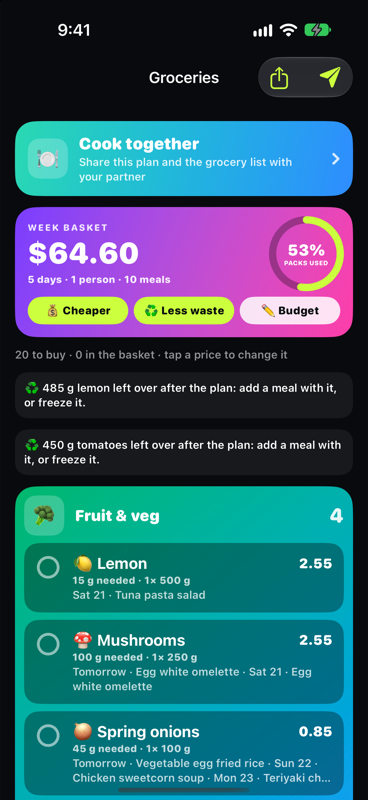 9:41
Groceries
Cook together
Share this plan and the grocery list with
your partner
WEEK BASKET
$64.60
5 days · 1 person · 10 meals
53%
PACKS USED
Cheaper
Less waste
Budget
20 to buy · 0 in the basket · tap a price to change it
485 g lemon left over after the plan: add a meal with it,
or freeze it.
450 g tomatoes left over after the plan: add a meal with
it, or freeze it.
Fruit & veg
4
Lemon
2.55
15 g needed · 1× 500 g
Sat 21 · Tuna pasta salad
Mushrooms
2.55
100 g needed · 1× 250 g
Tomorrow · Egg white omelette · Sat 21 · Egg
white omelette
Spring onions
0.85
45 g needed · 1× 100 g
Tomorrow · Vegetable egg fried rice · Sun 22 ·
Chicken sweetcorn soup · Mon 23 · Teriyaki ch...